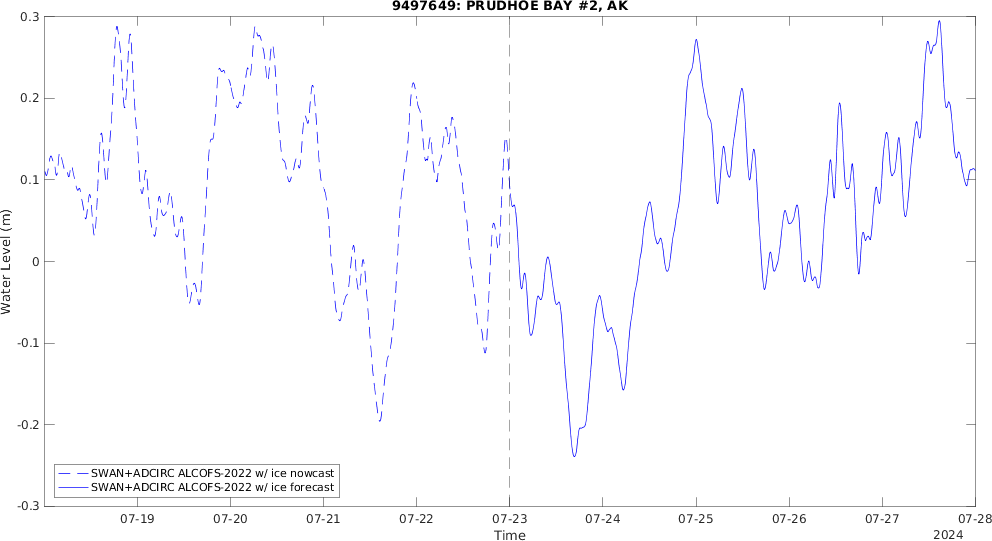 9497649: PRUDHOE BAY #2, AK
0.3
0.2
0.1
0
-0.1
-0.2
-0.3
Water Level (m)
SWAN+ADCIRC ALCOFS-2022 w/ ice nowcast
SWAN+ADCIRC ALCOFS-2022 w/ ice forecast
07-19 07-20 07-21 07-22 07-23 07-24 07-25 07-26 07-27 07-28
Time
2024